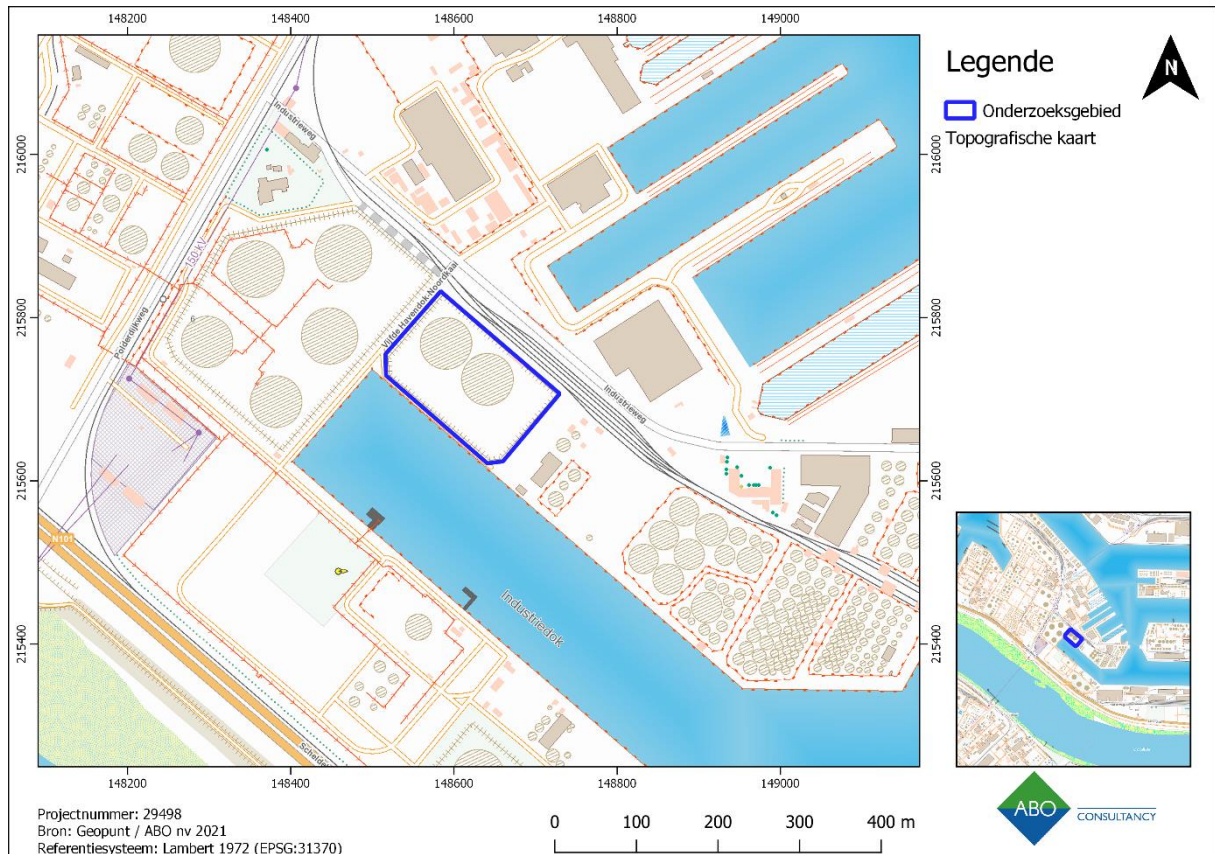 148200 148400 148600 148800 149000
Legende
N
Onderzoeksgebied
Topografische kaart
216000 216000
215800 215800
215600 215600
215400 215400
Industrieweg
150 kV
Polderdijkweg
Vijfde Havendok-Noordkaai
6
Industrieweg
N101
Industriedok
148200 148400 148600 148800 149000
Projectnummer: 29498
Bron: Geopunt / ABO nv 2021
Referentiesysteem: Lambert 1972 (EPSG:31370)
0 100 200 300 400 m
ABO CONSULTANCY